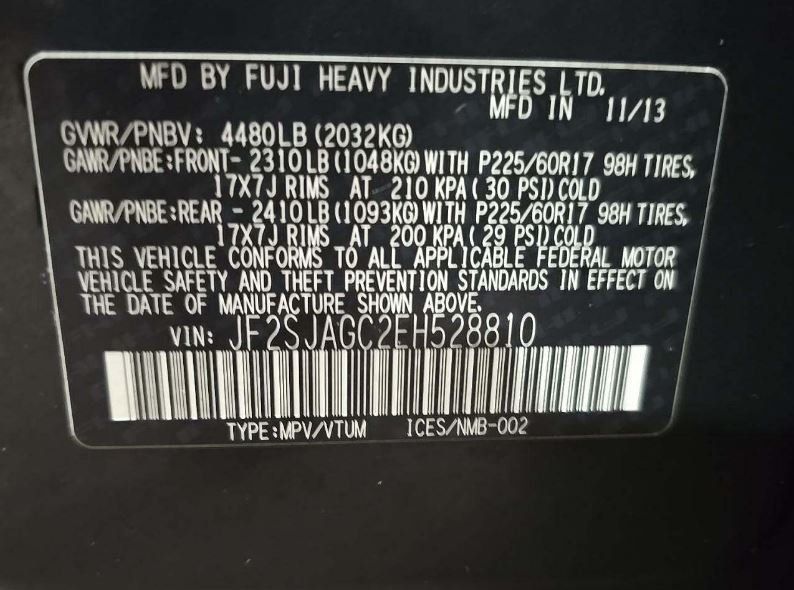 MFD BY FUJI HEAVY INDUSTRIES LTD.
MFD IN 11/13
GVWR/PNBV: 4480LB(2032KG)
GAWR/PNBE:FRONT- 2310LB(1048KG)WITH P225/60R17 98H TIRES,
17X7J RIMS AT 210 KPA( 30 PSI)COLD
GAWR/PNBE:REAR - 2410LB(1093KG)WITH P225/60R17 98H TIRES,
17X7J RIMS AT 200 KPA( 29 PSI)COLD
THIS VEHICLE CONFORMS TO ALL APPLICABLE FEDERAL MOTOR
VEHICLE SAFETY AND THEFT PREVENTION STANDARDS IN EFFECT ON
THE DATE OF MANUFACTURE SHOWN ABOVE.
VIN: JF2SJAGC2EH528810
TYPE:MPV/VTUM ICES/NMB-002